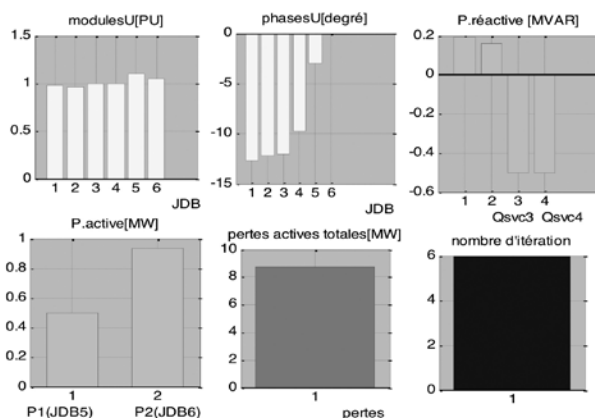 modulesU[PU]
1.5
1
0.5
0
1 2 3 4 5 6
JDB
phasesU[degré]
0
-5
-10
-15
1 2 3 4 5 6
JDB
P.réactive [MVAR]
0.2
0
-0.2
-0.4
-0.6
1 2 3 4
Qsvc3 Qsvc4
P.active[MW]
1
0.8
0.6
0.4
0.2
0
1 2
P1(JDB5) P2(JDB6)
pertes actives totales[MW]
10
8
6
4
2
0
1
pertes
nombre d'itération
6
4
2
0
1